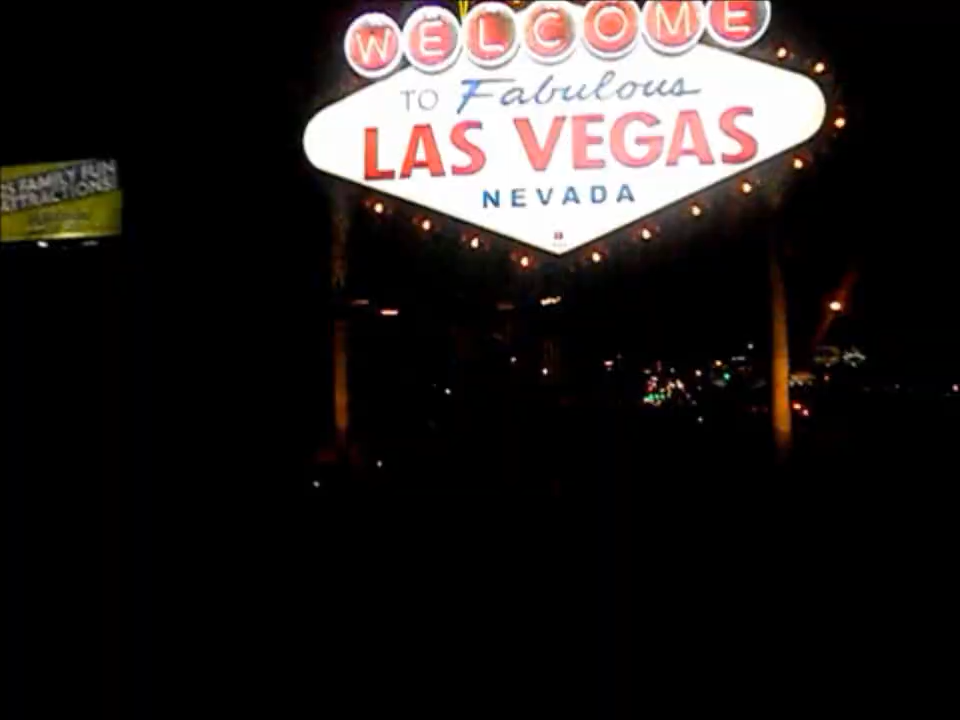 WELCOME
TO Fabulous
LAS VEGAS
NEVADA
FAMILY FUN
ATTRACTIONS!